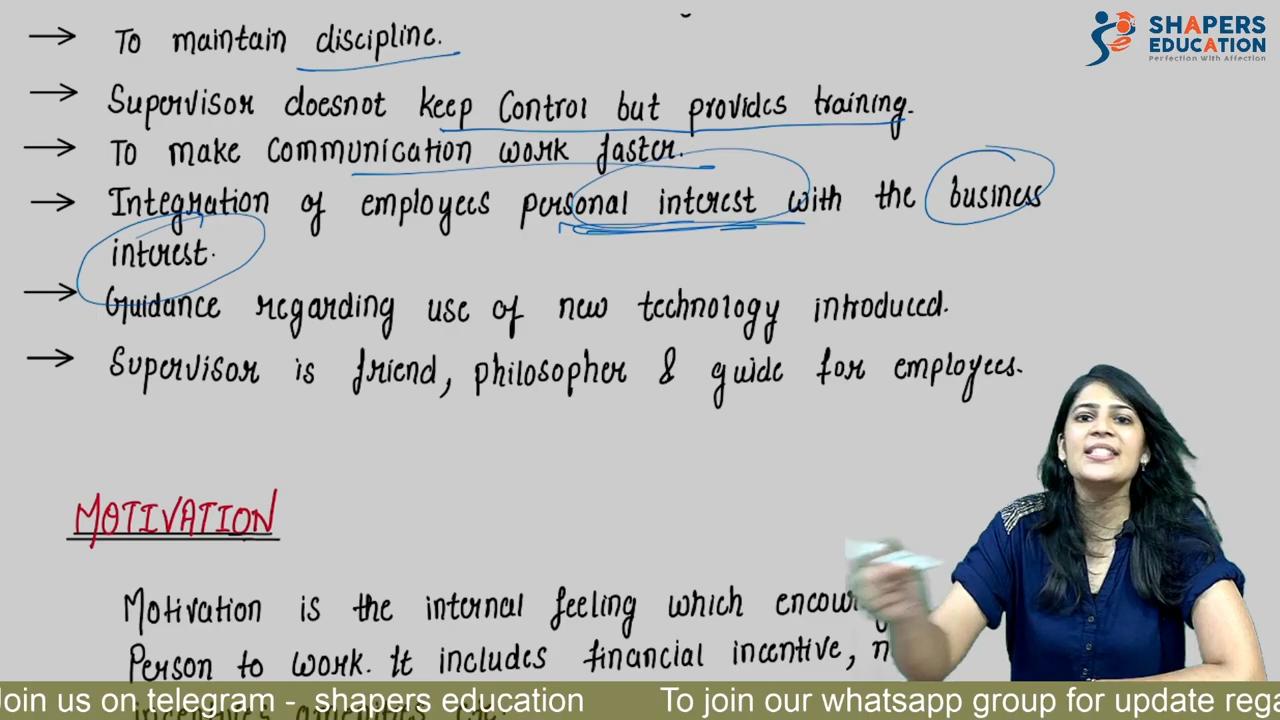 SHAPERS
EDUCATION
Perfection With Affection
→ To maintain discipline.
→ Supervisor doesnot keep Control but provides training.
→ To make Communication work faster.
→ Integration of employees personal interest with the business
interest.
→ Guidance regarding use of new technology introduced.
→ Supervisor is friend, philosopher & guide for employees.
MOTIVATION
Motivation is the internal feeling which
Person to work. It includes financial incentive,
Join us on telegram - shapers education To join our whatsapp group for update